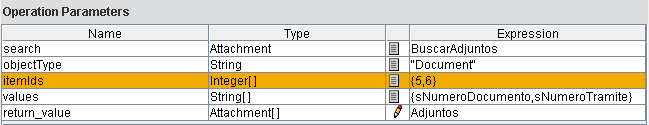 Operation Parameters
Name Type Expression
search Attachment BuscarAdjuntos
objectType String "Document"
itemIds Integer[] {5,6}
values String[] {sNumeroDocumento,sNumeroTramite}
return_value Attachment[] Adjuntos